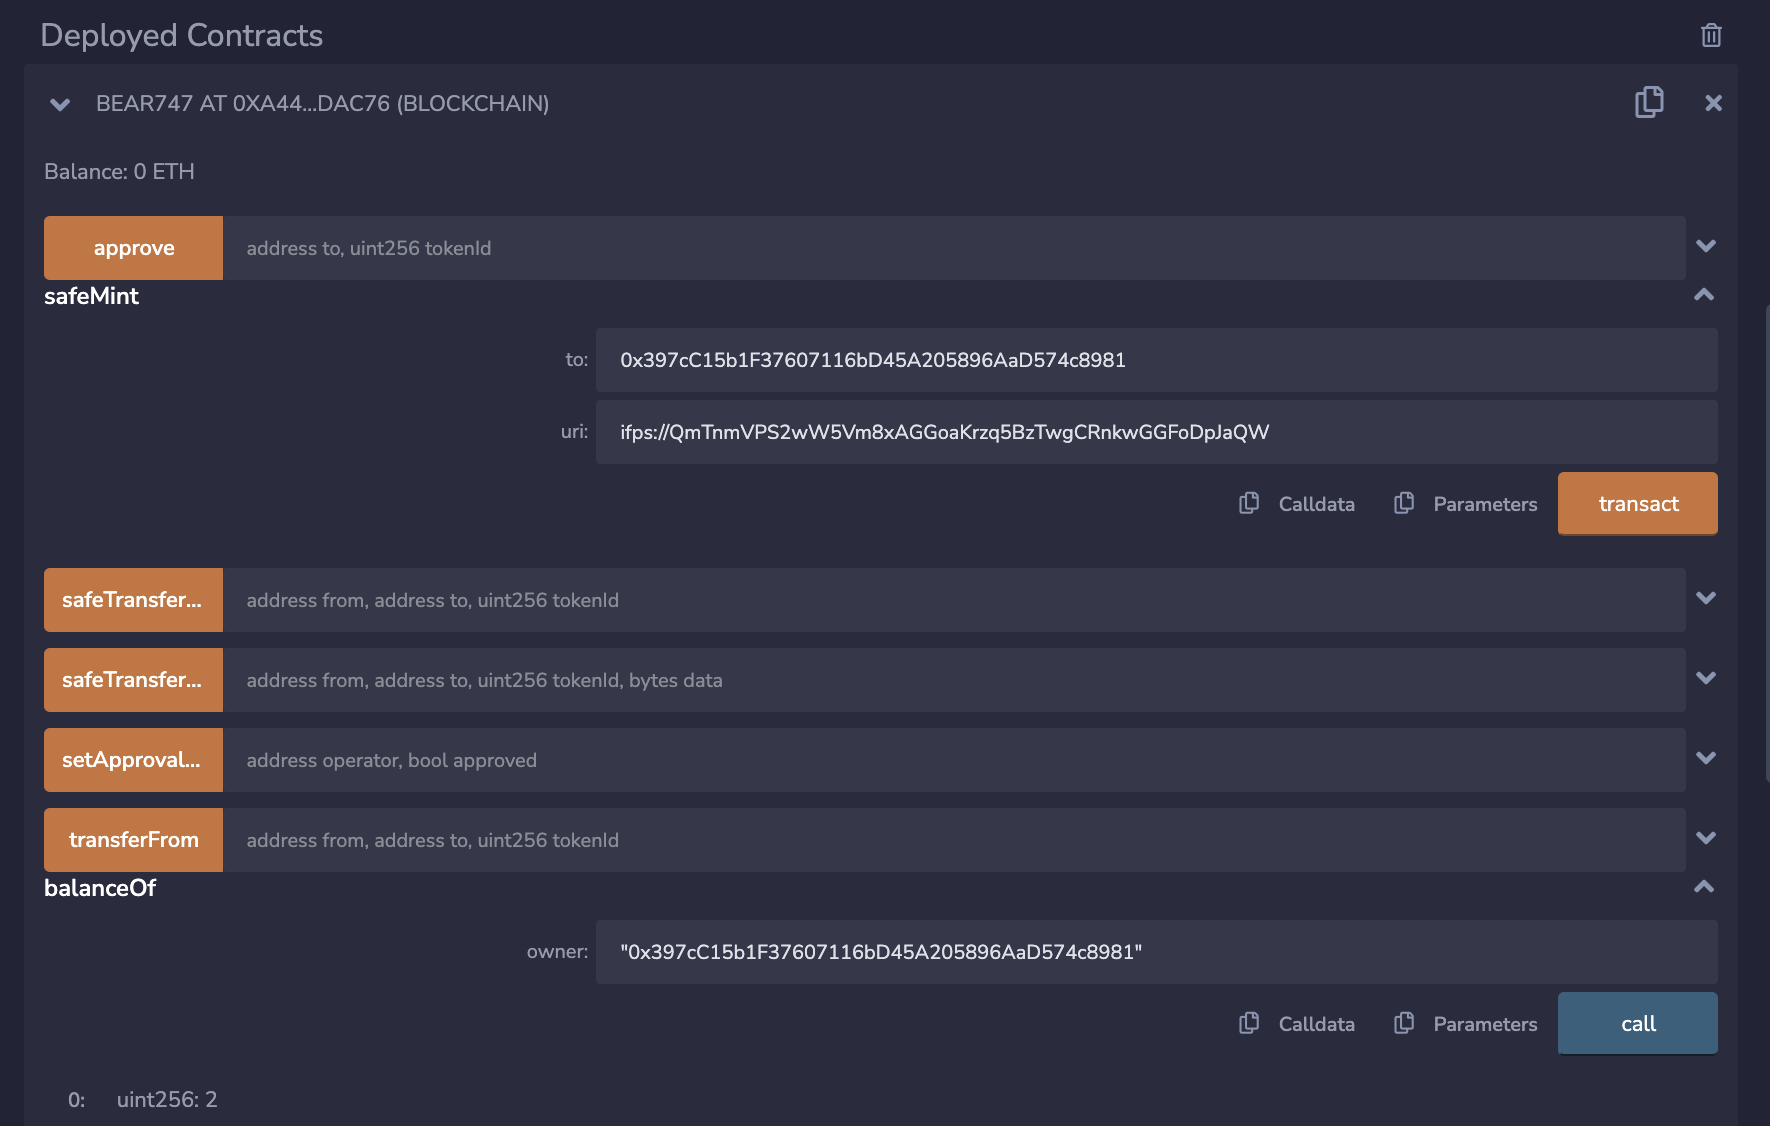 Deployed Contracts
BEAR747 AT 0XA44...DAC76 (BLOCKCHAIN)
Balance: 0 ETH
approve address to, uint256 tokenId
safeMint
to: 0x397cC15b1F37607116bD45A205896AaD574c8981
uri: ifps://QmTnmVPS2wW5Vm8xAGGoaKrzq5BzTwgCRnkwGGFoDpJaQW
Calldata Parameters transact
safeTransfer... address from, address to, uint256 tokenId
safeTransfer... address from, address to, uint256 tokenId, bytes data
setApproval... address operator, bool approved
transferFrom address from, address to, uint256 tokenId
balanceOf
owner: "0x397cC15b1F37607116bD45A205896AaD574c8981"
Calldata Parameters call
0: uint256: 2